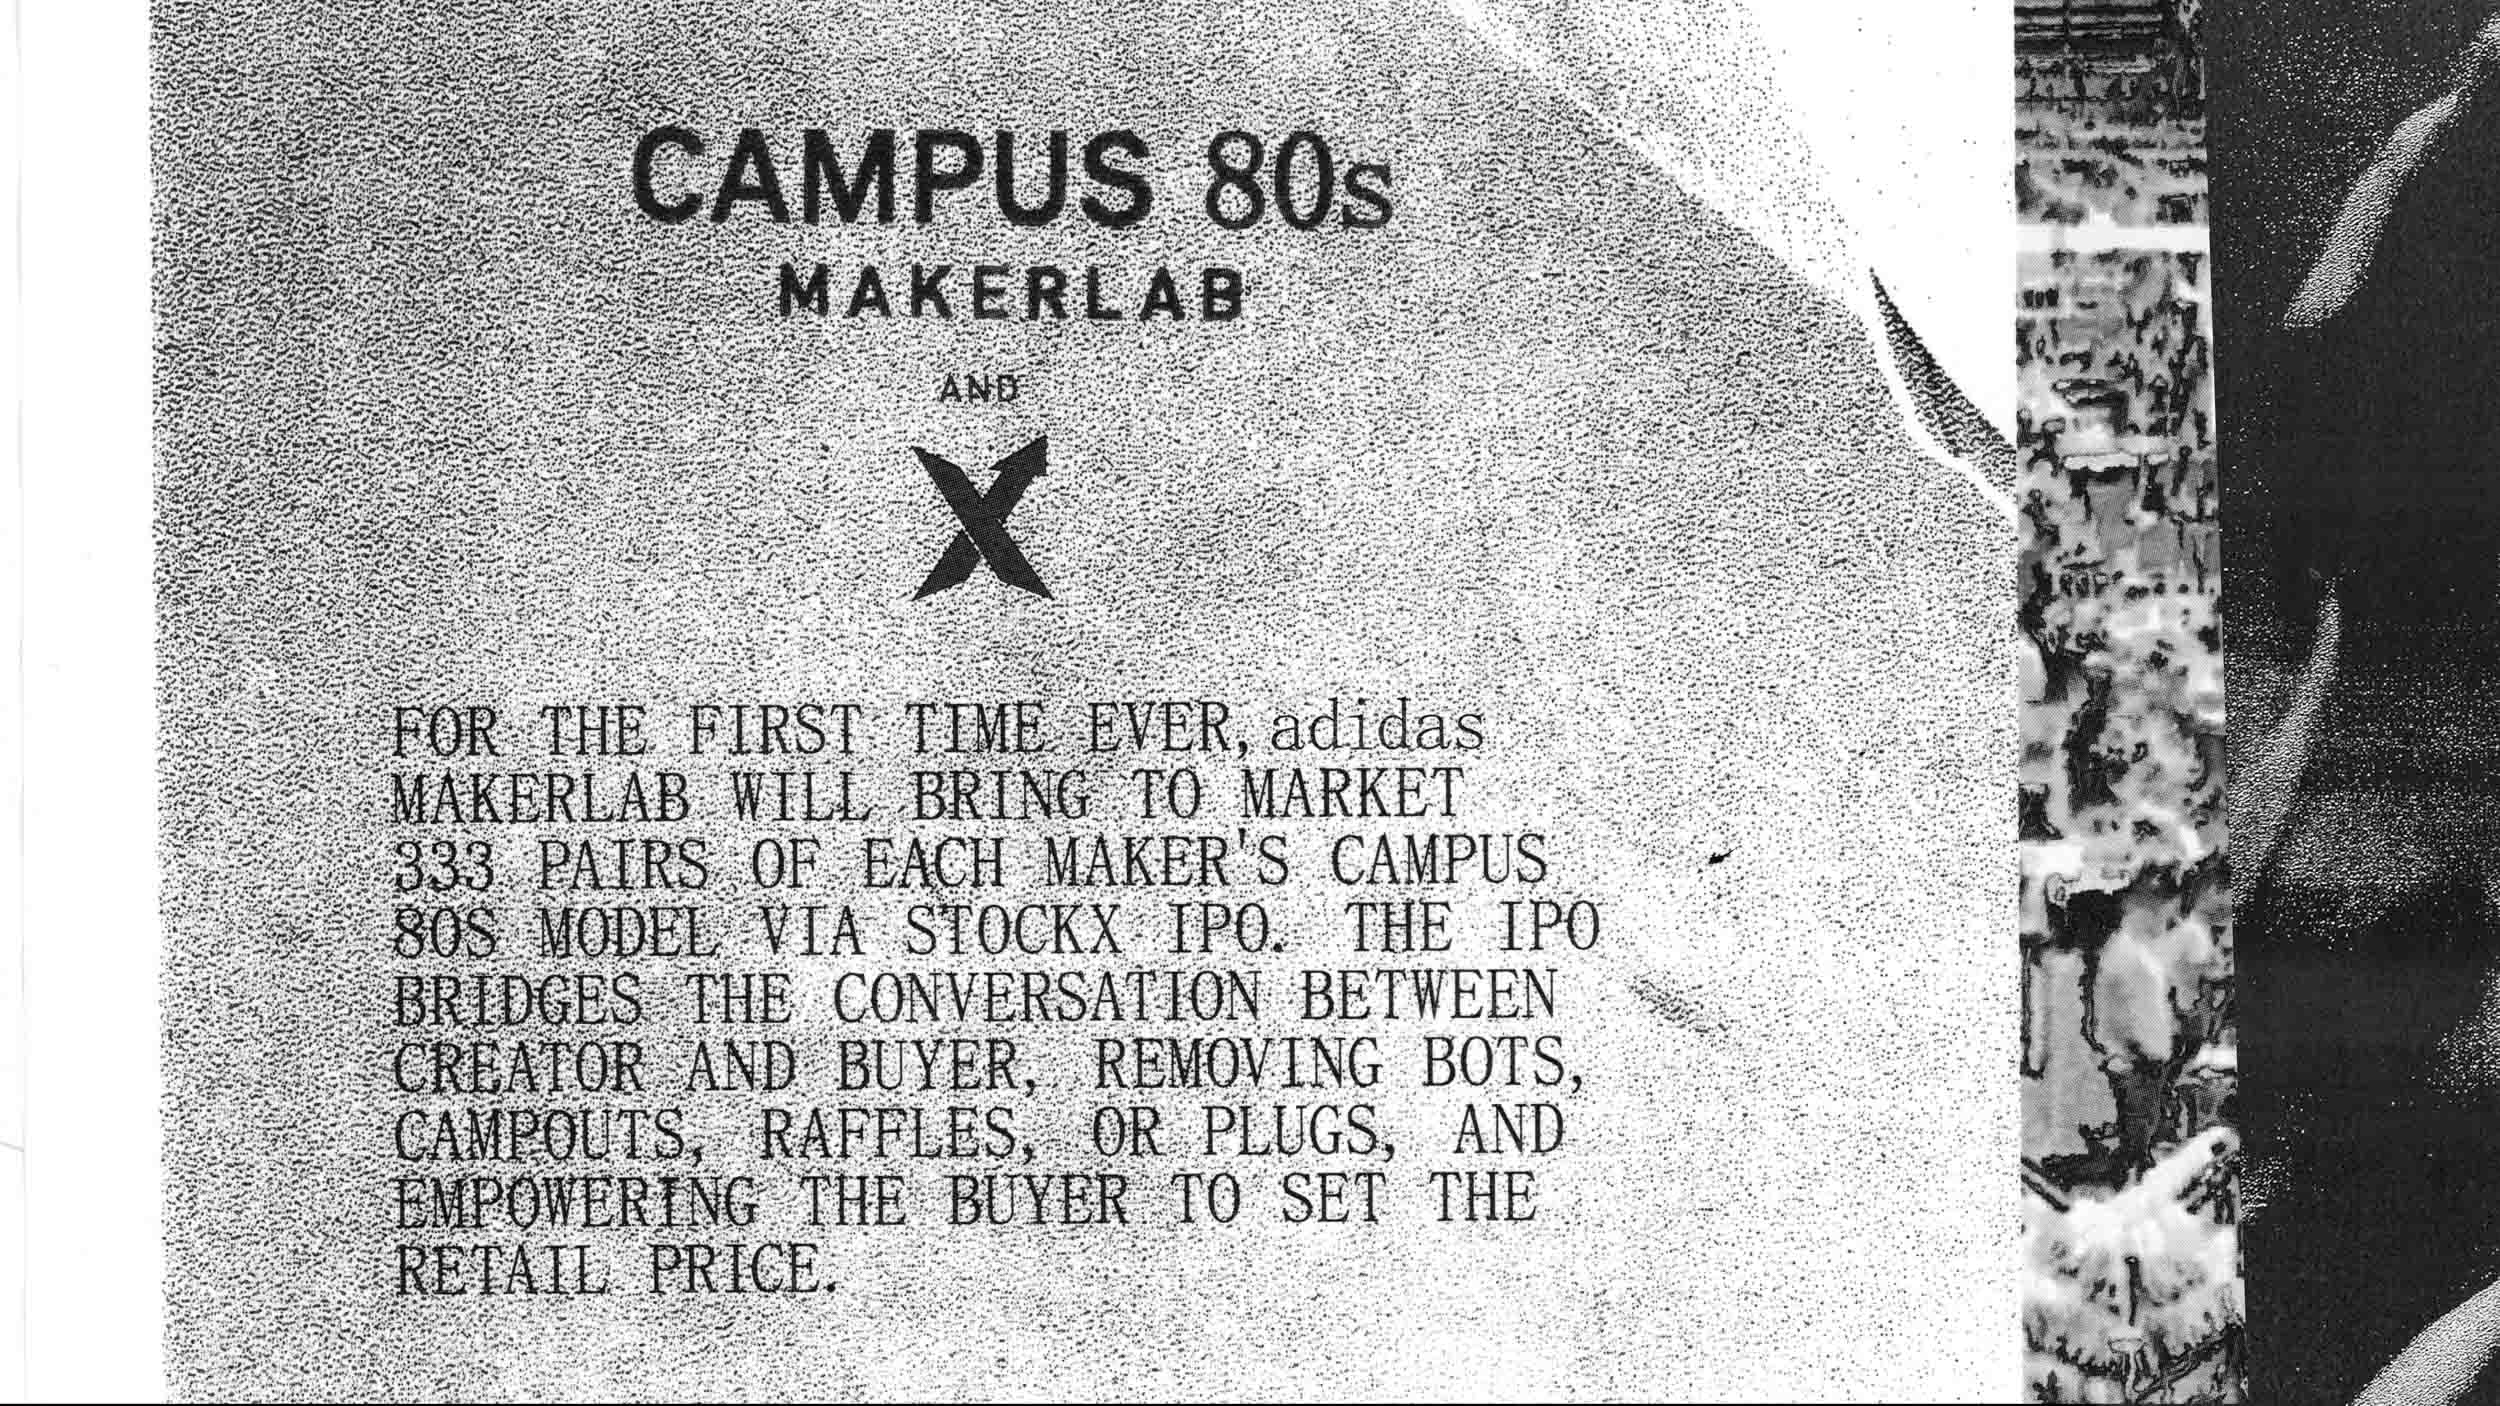 CAMPUS 80s
MAKERLAB
AND
X
FOR THE FIRST TIME EVER, adidas
MAKERLAB WILL BRING TO MARKET
333 PAIRS OF EACH MAKER'S CAMPUS
80S MODEL VIA STOCKX IPO. THE IPO
BRIDGES THE CONVERSATION BETWEEN
CREATOR AND BUYER, REMOVING BOTS,
CAMPOUTS, RAFFLES, OR PLUGS, AND
EMPOWERING THE BUYER TO SET THE
RETAIL PRICE.